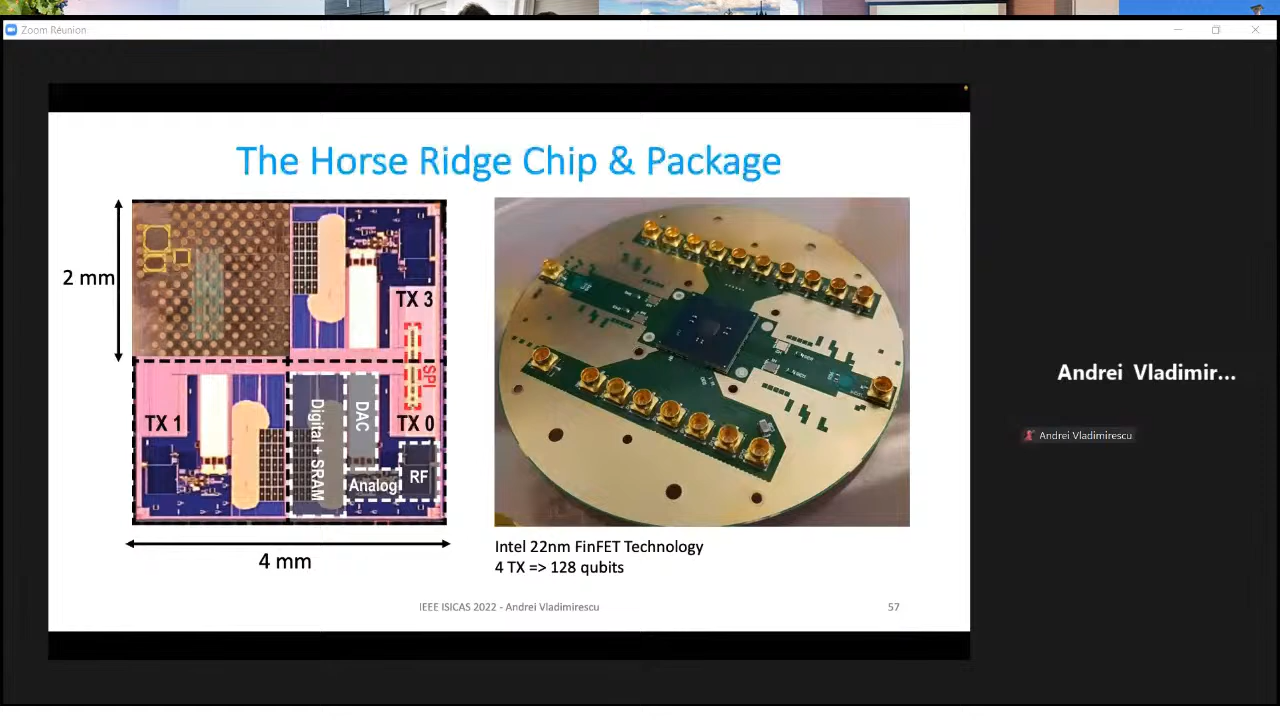 Zoom Réunion
The Horse Ridge Chip & Package
2 mm
TX 3
SPI
TX 1
Digital + SRAM
DAC
TX 0
Analog
RF
4 mm
Intel 22nm FinFET Technology
4 TX => 128 qubits
IEEE ISICAS 2022 - Andrei Vladimirescu
57
Andrei Vladimir...
Andrei Vladimirescu